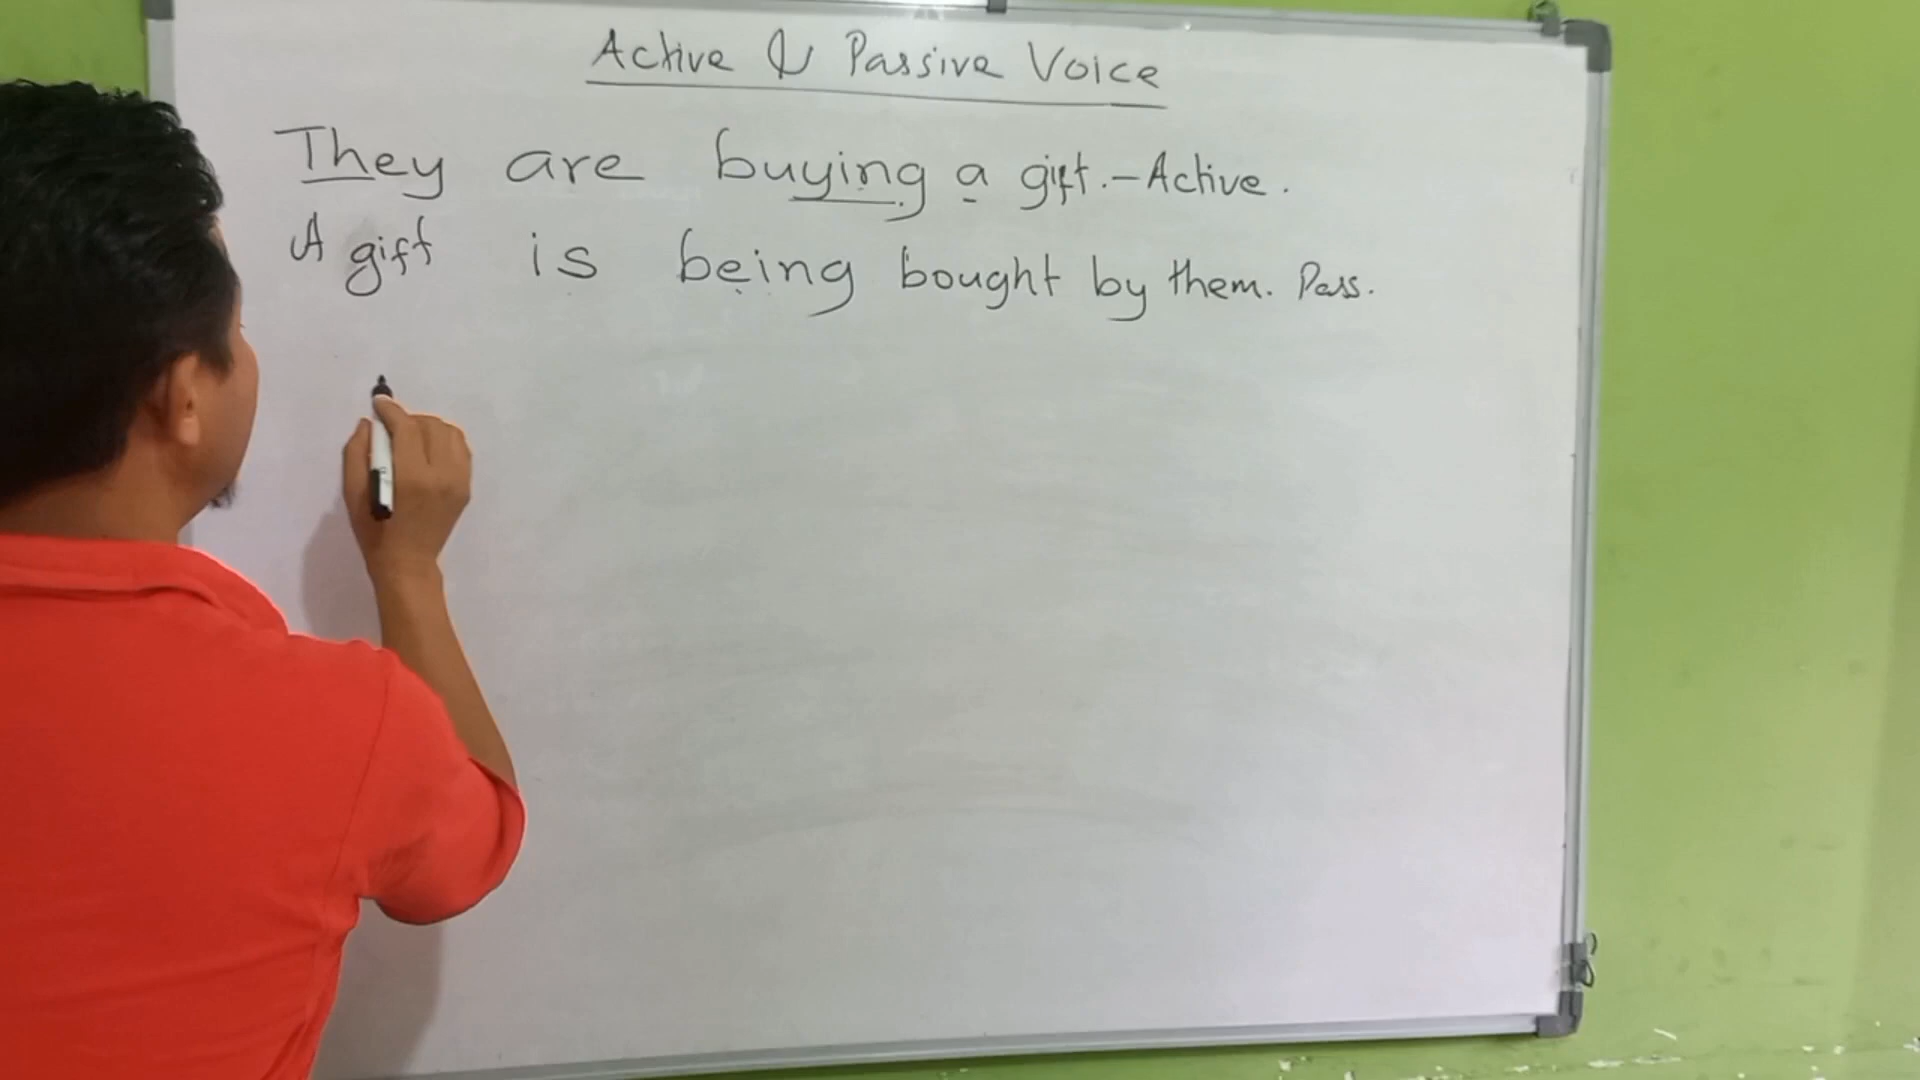 Active & Passive Voice
They are buying a gift.-Active.
A gift is being bought by them. Pass.